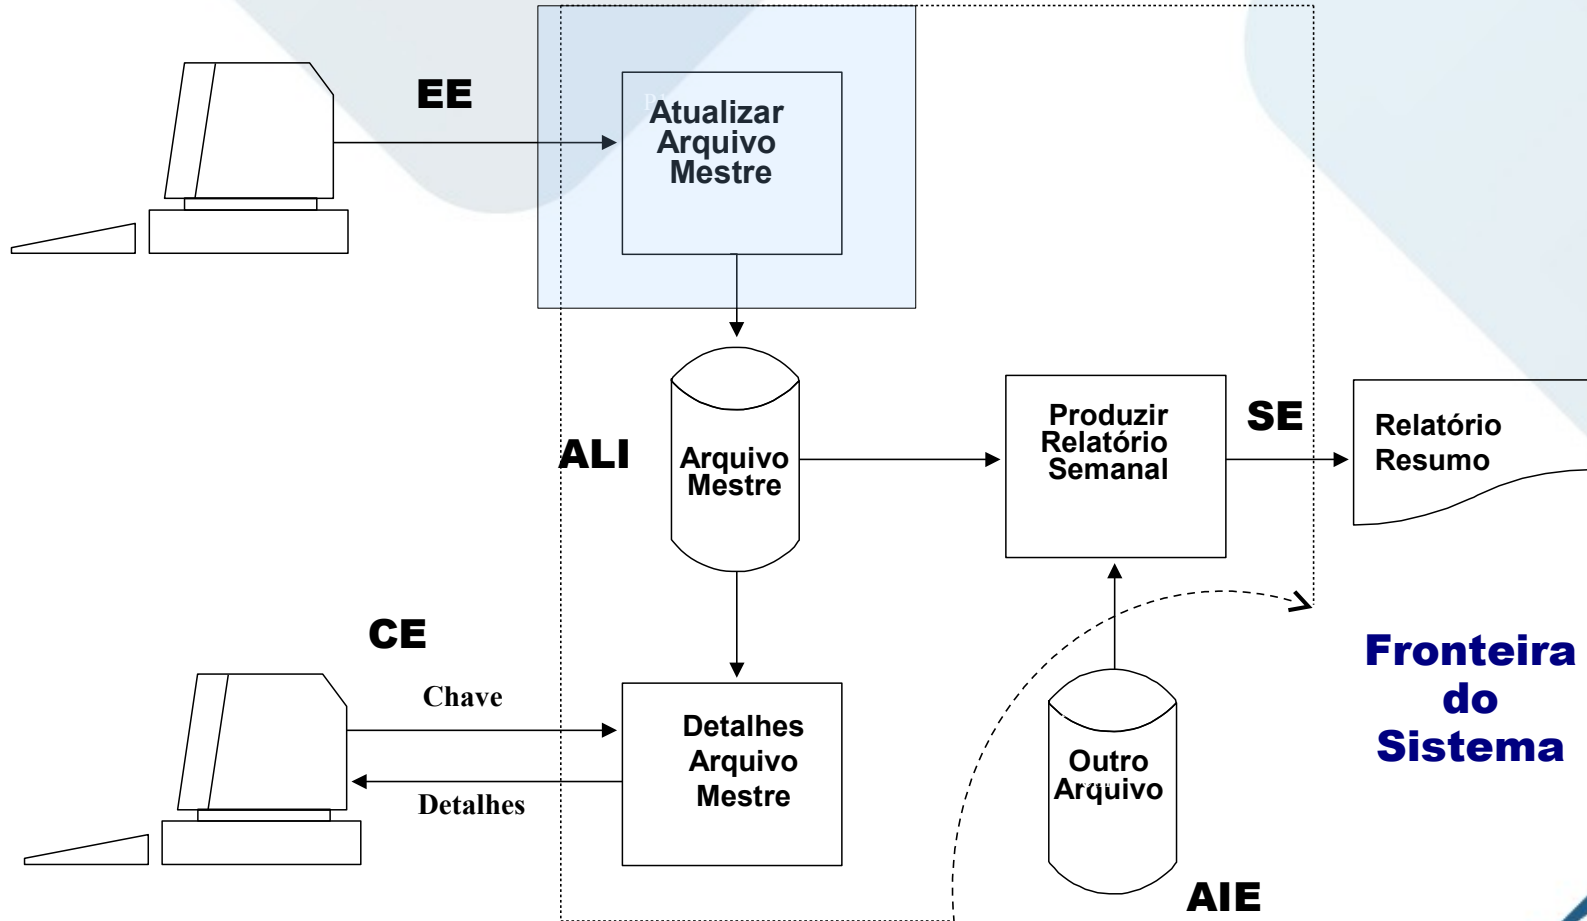 EE
Atualizar
Arquivo
Mestre
ALI
Arquivo
Mestre
Produzir
Relatório
Semanal
SE
Relatório
Resumo
CE
Chave
Detalhes
Detalhes
Arquivo
Mestre
Outro
Arquivo
AIE
Fronteira
do
Sistema